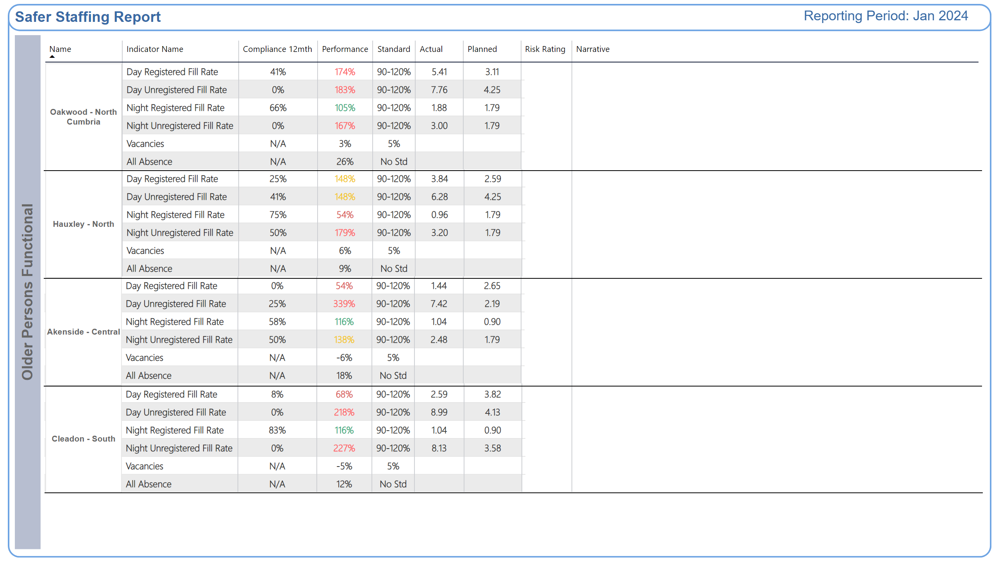 Safer Staffing Report
Reporting Period: Jan 2024
Older Persons Functional
Name Indicator Name Compliance 12mth Performance Standard Actual Planned Risk Rating Narrative
Oakwood - North
Cumbria
Day Registered Fill Rate 41% 174% 90-120% 5.41 3.11
Day Unregistered Fill Rate 0% 183% 90-120% 7.76 4.25
Night Registered Fill Rate 66% 105% 90-120% 1.88 1.79
Night Unregistered Fill Rate 0% 167% 90-120% 3.00 1.79
Vacancies N/A 3% 5%
All Absence N/A 26% No Std
Hauxley - North
Day Registered Fill Rate 25% 148% 90-120% 3.84 2.59
Day Unregistered Fill Rate 41% 148% 90-120% 6.28 4.25
Night Registered Fill Rate 75% 54% 90-120% 0.96 1.79
Night Unregistered Fill Rate 50% 179% 90-120% 3.20 1.79
Vacancies N/A 6% 5%
All Absence N/A 9% No Std
Akenside - Central
Day Registered Fill Rate 0% 54% 90-120% 1.44 2.65
Day Unregistered Fill Rate 25% 339% 90-120% 7.42 2.19
Night Registered Fill Rate 58% 116% 90-120% 1.04 0.90
Night Unregistered Fill Rate 50% 138% 90-120% 2.48 1.79
Vacancies N/A -6% 5%
All Absence N/A 18% No Std
Cleadon - South
Day Registered Fill Rate 8% 68% 90-120% 2.59 3.82
Day Unregistered Fill Rate 0% 218% 90-120% 8.99 4.13
Night Registered Fill Rate 83% 116% 90-120% 1.04 0.90
Night Unregistered Fill Rate 0% 227% 90-120% 8.13 3.58
Vacancies N/A -5% 5%
All Absence N/A 12% No Std